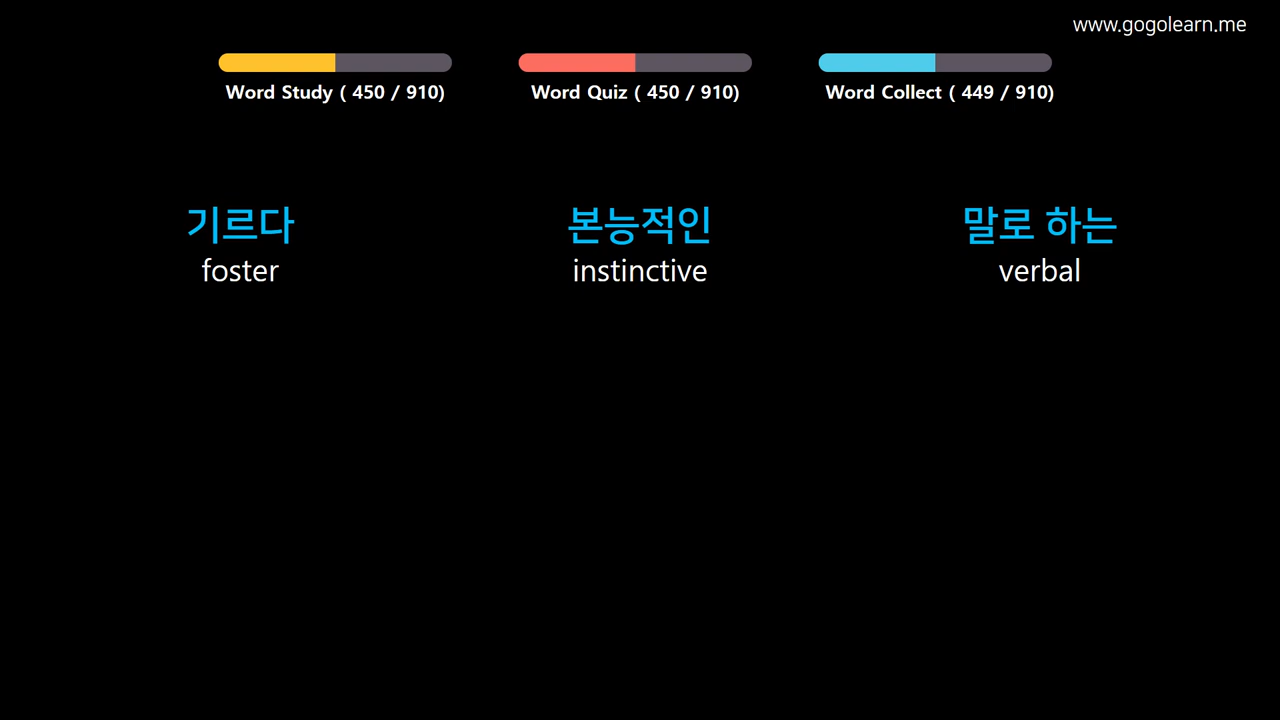 www.gogolearn.me
Word Study ( 450 / 910)
Word Quiz ( 450 / 910)
Word Collect ( 449 / 910)
기르다
foster
본능적인
instinctive
말로 하는
verbal